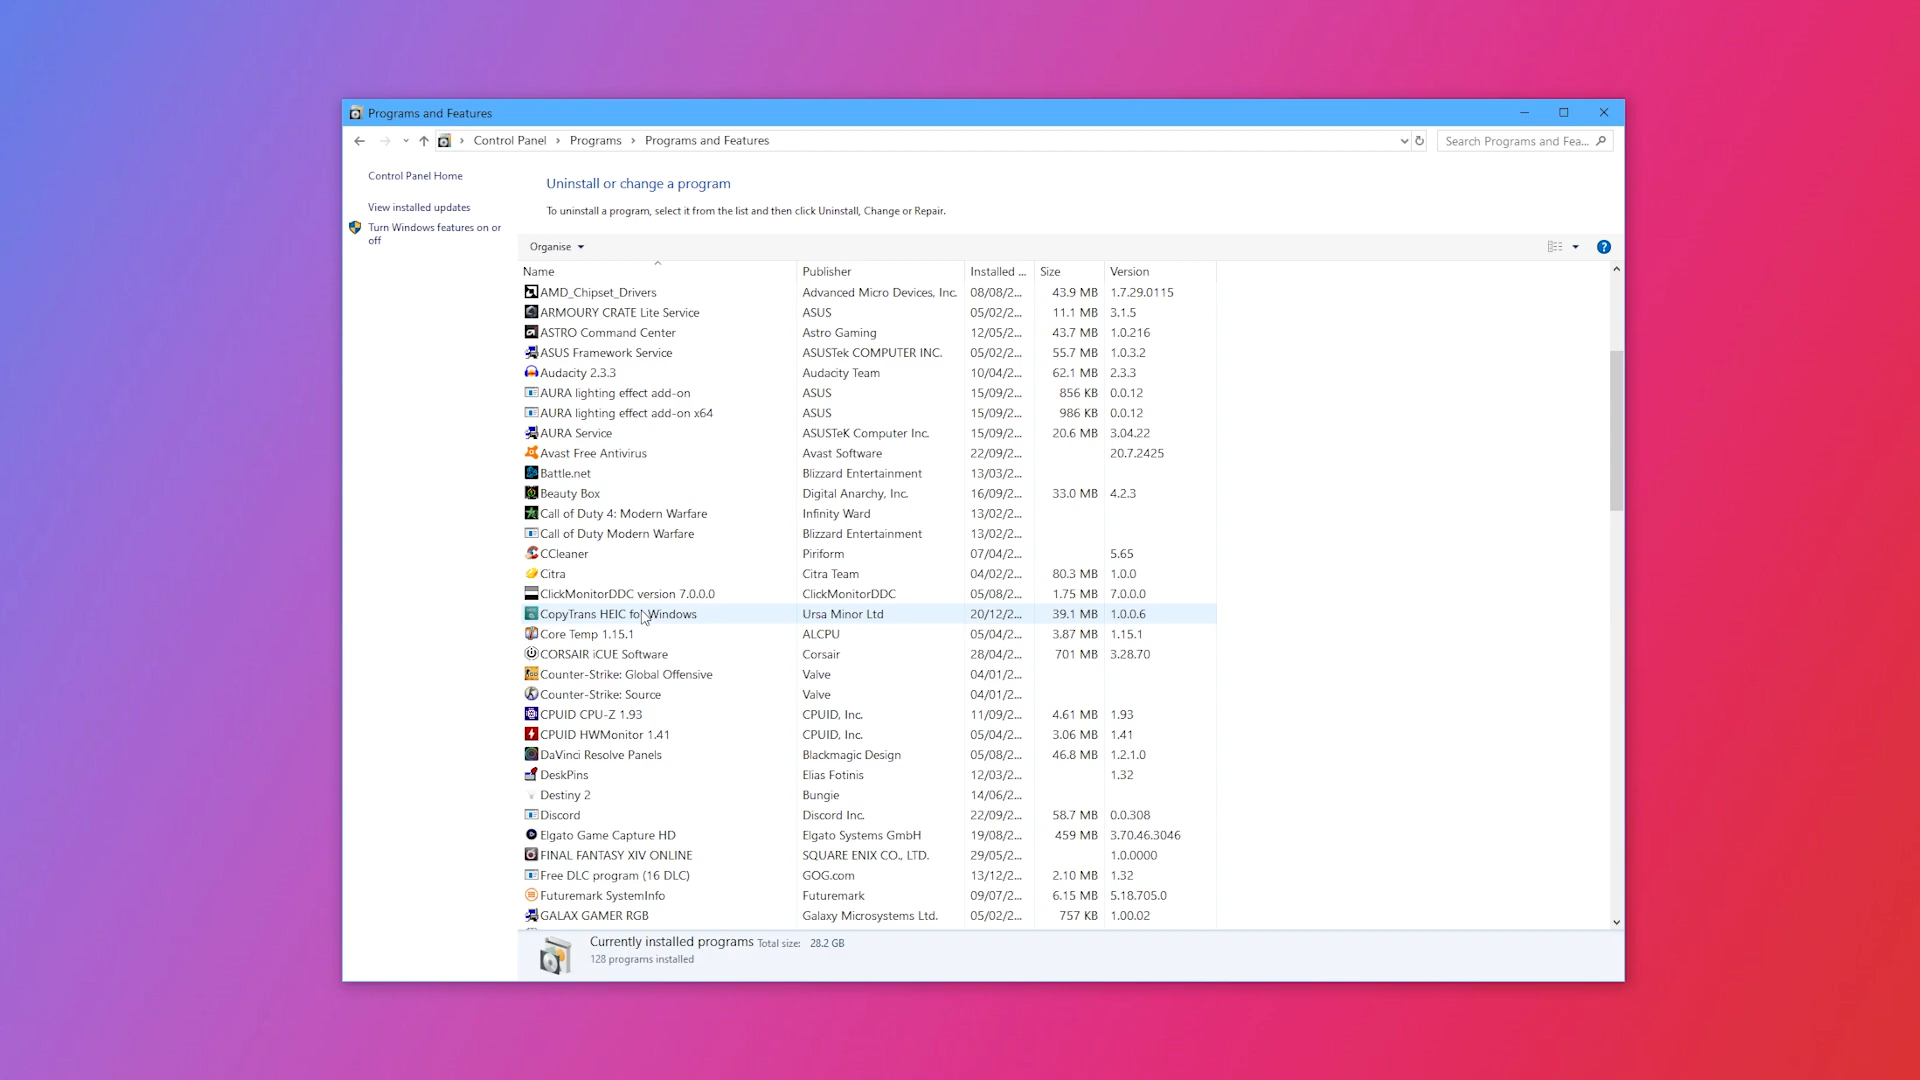 Programs and Features
Control Panel > Programs > Programs and Features
Search Programs and Fea...
Control Panel Home
View installed updates
Turn Windows features on or
off
Uninstall or change a program
To uninstall a program, select it from the list and then click Uninstall, Change or Repair.
Organise
Name Publisher Installed ... Size Version
AMD_Chipset_Drivers Advanced Micro Devices, Inc. 08/08/2... 43.9 MB 1.7.29.0115
ARMOURY CRATE Lite Service ASUS 05/02/2... 11.1 MB 3.1.5
ASTRO Command Center Astro Gaming 12/05/2... 43.7 MB 1.0.216
ASUS Framework Service ASUSTek COMPUTER INC. 05/02/2... 55.7 MB 1.0.3.2
Audacity 2.3.3 Audacity Team 10/04/2... 62.1 MB 2.3.3
AURA lighting effect add-on ASUS 15/09/2... 856 KB 0.0.12
AURA lighting effect add-on x64 ASUS 15/09/2... 986 KB 0.0.12
AURA Service ASUSTeK Computer Inc. 15/09/2... 20.6 MB 3.04.22
Avast Free Antivirus Avast Software 22/09/2... 20.7.2425
Battle.net Blizzard Entertainment 13/03/2...
Beauty Box Digital Anarchy, Inc. 16/09/2... 33.0 MB 4.2.3
Call of Duty 4: Modern Warfare Infinity Ward 13/02/2...
Call of Duty Modern Warfare Blizzard Entertainment 13/02/2...
CCleaner Piriform 07/04/2... 5.65
Citra Citra Team 04/02/2... 80.3 MB 1.0.0
ClickMonitorDDC version 7.0.0.0 ClickMonitorDDC 05/08/2... 1.75 MB 7.0.0.0
CopyTrans HEIC for Windows Ursa Minor Ltd 20/12/2... 39.1 MB 1.0.0.6
Core Temp 1.15.1 ALCPU 05/04/2... 3.87 MB 1.15.1
CORSAIR iCUE Software Corsair 28/04/2... 701 MB 3.28.70
Counter-Strike: Global Offensive Valve 04/01/2...
Counter-Strike: Source Valve 04/01/2...
CPUID CPU-Z 1.93 CPUID, Inc. 11/09/2... 4.61 MB 1.93
CPUID HWMonitor 1.41 CPUID, Inc. 05/04/2... 3.06 MB 1.41
DaVinci Resolve Panels Blackmagic Design 05/08/2... 46.8 MB 1.2.1.0
DeskPins Elias Fotinis 12/03/2... 1.32
Destiny 2 Bungie 14/06/2...
Discord Discord Inc. 22/09/2... 58.7 MB 0.0.308
Elgato Game Capture HD Elgato Systems GmbH 19/08/2... 459 MB 3.70.46.3046
FINAL FANTASY XIV ONLINE SQUARE ENIX CO., LTD. 29/05/2... 1.0.0000
Free DLC program (16 DLC) GOG.com 13/12/2... 2.10 MB 1.32
Futuremark SystemInfo Futuremark 09/07/2... 6.15 MB 5.18.705.0
GALAX GAMER RGB Galaxy Microsystems Ltd. 05/02/2... 757 KB 1.00.02
Currently installed programs Total size: 28.2 GB
128 programs installed